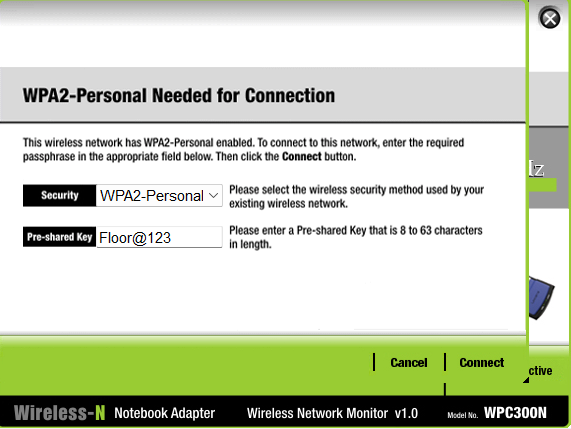 WPA2-Personal Needed for Connection
This wireless network has WPA2-Personal enabled. To connect to this network, enter the required
passphrase in the appropriate field below. Then click the Connect button.
Security
WPA2-Personal
Please select the wireless security method used by your
existing wireless network.
Pre-shared Key
Floor@123
Please enter a Pre-shared Key that is 8 to 63 characters
in length.
Hz
Cancel
Connect
ctive
Wireless-N Notebook Adapter Wireless Network Monitor v1.0 Model No. WPC300N